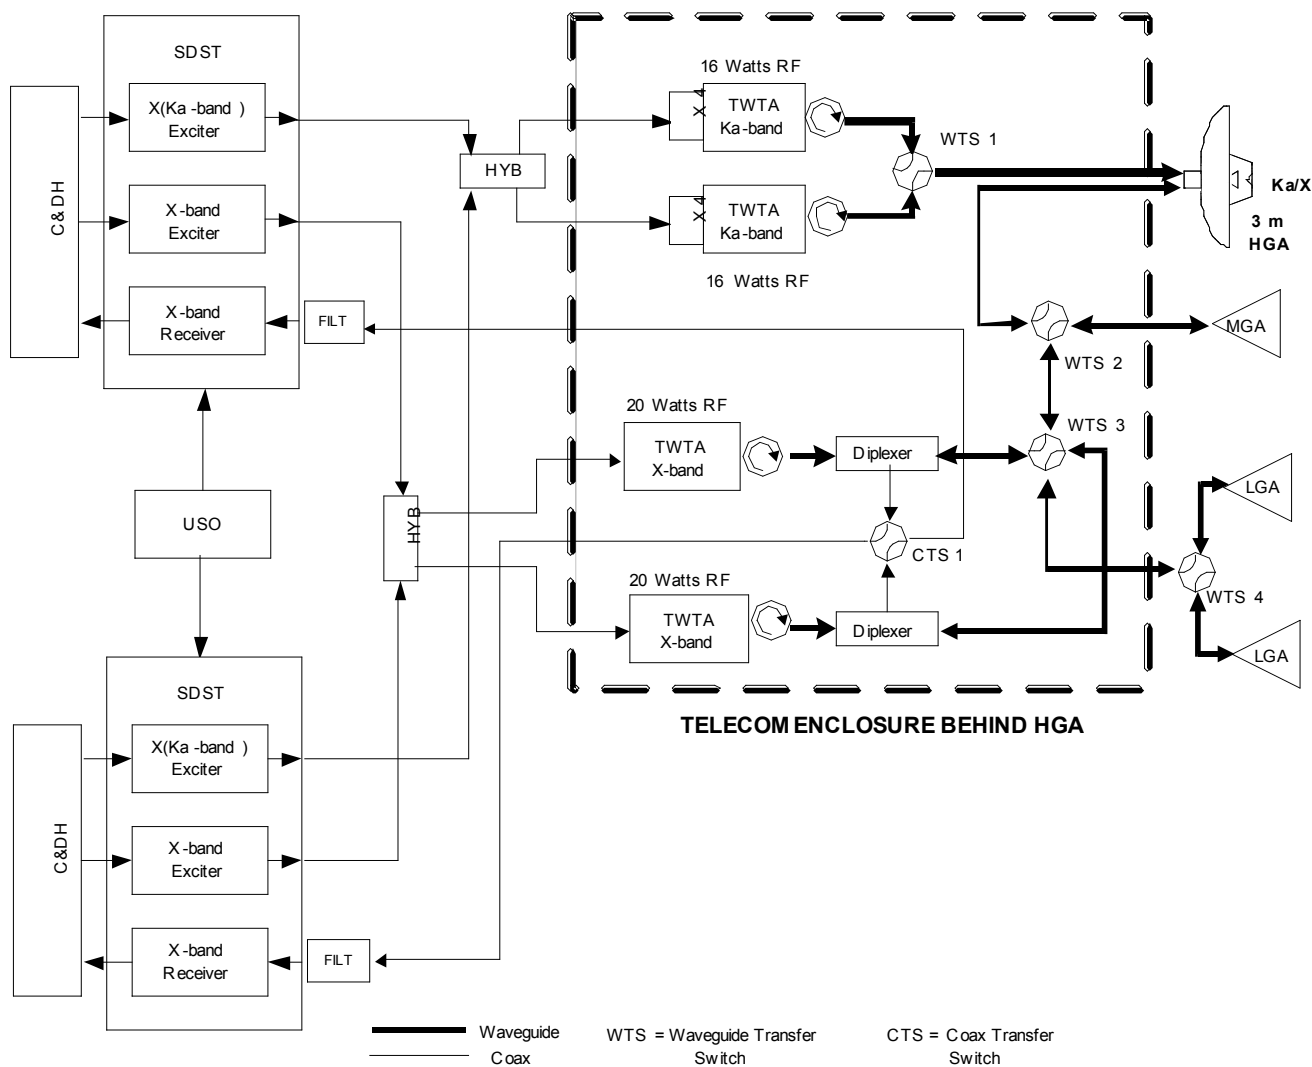 SDST
X(Ka -band )
Exciter
X-band
Exciter
X-band
Receiver
C&DH
FILT
HYB
16 Watts RF
X 4
TWTA
Ka-band
X 4
TWTA
Ka-band
16 Watts RF
WTS 1
Ka/X
3 m
HGA
MGA
WTS 2
WTS 3
20 Watts RF
TWTA
X-band
Diplexer
LGA
USO
HYB
CTS 1
WTS 4
20 Watts RF
TWTA
X-band
Diplexer
LGA
TELECOM ENCLOSURE BEHIND HGA
SDST
X(Ka -band )
Exciter
X-band
Exciter
X-band
Receiver
C&DH
FILT
Waveguide
Coax
WTS = Waveguide Transfer
Switch
CTS = Coax Transfer
Switch